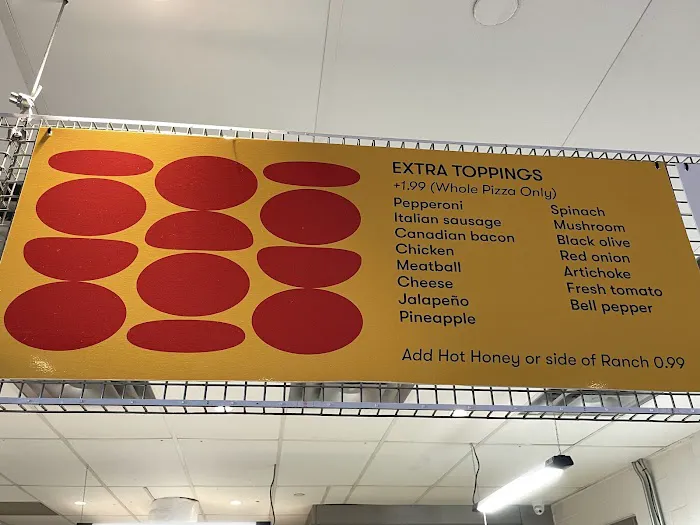 EXTRA TOPPINGS
+1.99 (Whole Pizza Only)
Pepperoni
Italian sausage
Canadian bacon
Chicken
Meatball
Cheese
Jalapeño
Pineapple
Spinach
Mushroom
Black olive
Red onion
Artichoke
Fresh tomato
Bell pepper
Add Hot Honey or side of Ranch 0.99